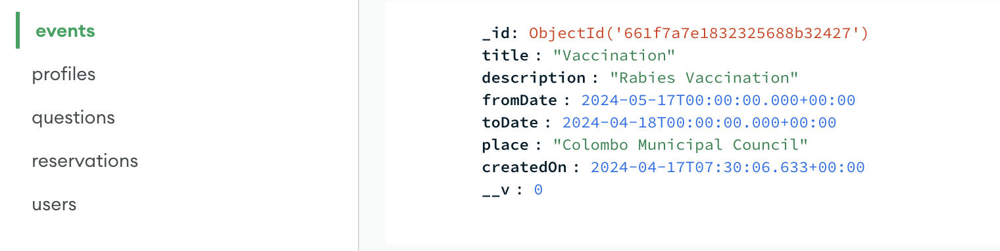 events
profiles
questions
reservations
users
_id: ObjectId('661f7a7e1832325688b32427')
title : "Vaccination"
description : "Rabies Vaccination"
fromDate : 2024-05-17T00:00:00.000+00:00
toDate : 2024-04-18T00:00:00.000+00:00
place : "Colombo Municipal Council"
createdOn : 2024-04-17T07:30:06.633+00:00
__v : 0